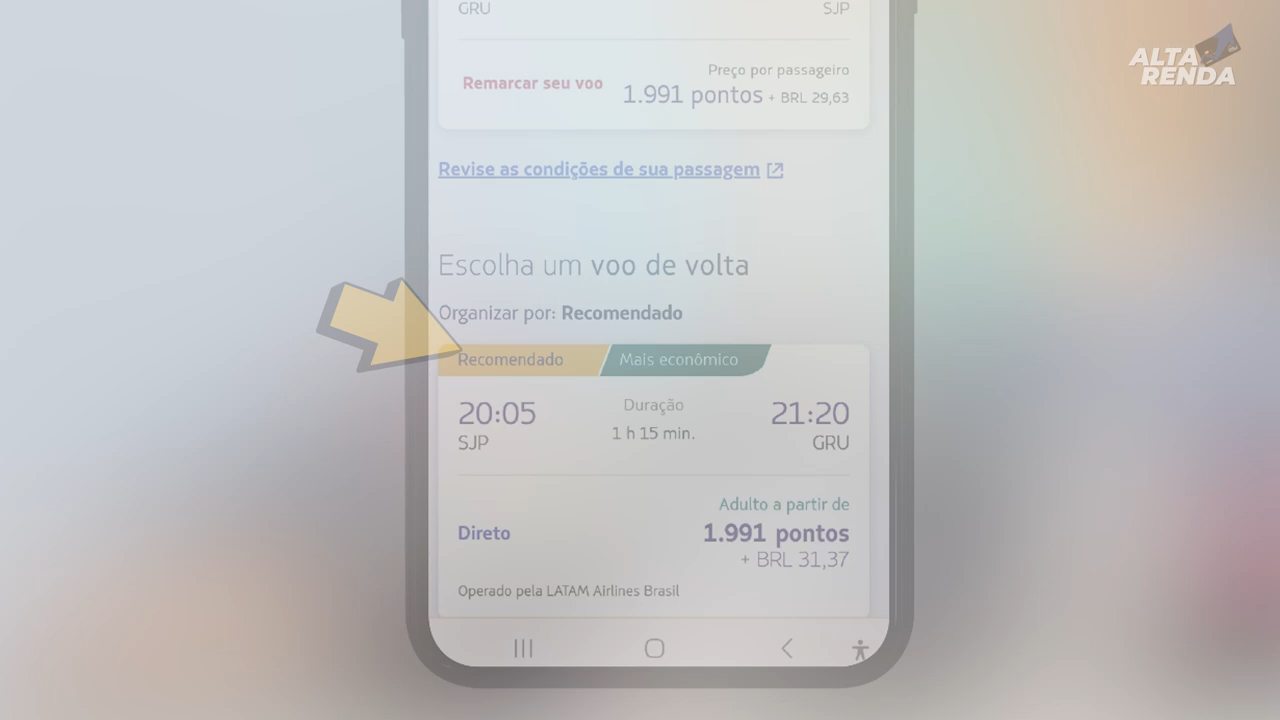 GRU SJP
ALTA
RENDA
Preço por passageiro
Remarcar seu voo 1.991 pontos + BRL 29,63
Revise as condições de sua passagem
Escolha um voo de volta
Organizar por: Recomendado
Recomendado Mais econômico
20:05 Duração 21:20
SJP 1 h 15 min. GRU
Adulto a partir de
Direto 1.991 pontos
+ BRL 31,37
Operado pela LATAM Airlines Brasil